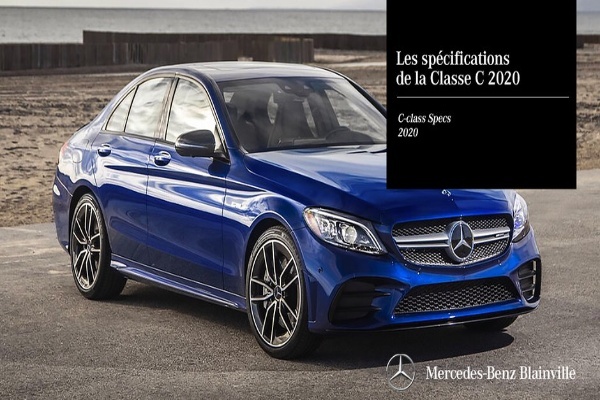 Les spécifications
de la Classe C 2020
C-class Specs
2020
Mercedes-Benz Blainville